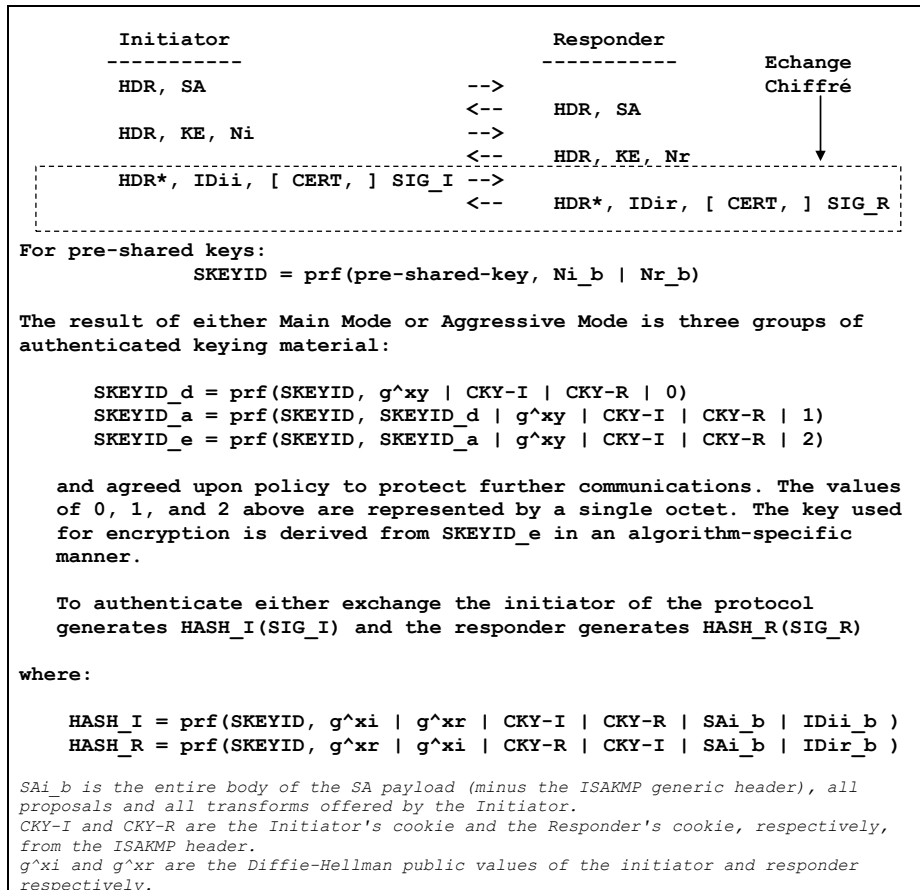 Initiator Responder
----------- ----------- Echange
HDR, SA --> Chiffré
<-- HDR, SA
HDR, KE, Ni -->
<-- HDR, KE, Nr
HDR*, IDii, [ CERT, ] SIG_I -->
<-- HDR*, IDir, [ CERT, ] SIG_R
For pre-shared keys:
SKEYID = prf(pre-shared-key, Ni_b | Nr_b)
The result of either Main Mode or Aggressive Mode is three groups of
authenticated keying material:
SKEYID_d = prf(SKEYID, g^xy | CKY-I | CKY-R | 0)
SKEYID_a = prf(SKEYID, SKEYID_d | g^xy | CKY-I | CKY-R | 1)
SKEYID_e = prf(SKEYID, SKEYID_a | g^xy | CKY-I | CKY-R | 2)
and agreed upon policy to protect further communications. The values
of 0, 1, and 2 above are represented by a single octet. The key used
for encryption is derived from SKEYID_e in an algorithm-specific
manner.
To authenticate either exchange the initiator of the protocol
generates HASH_I(SIG_I) and the responder generates HASH_R(SIG_R)
where:
HASH_I = prf(SKEYID, g^xi | g^xr | CKY-I | CKY-R | SAi_b | IDii_b )
HASH_R = prf(SKEYID, g^xr | g^xi | CKY-R | CKY-I | SAi_b | IDir_b )
SAi_b is the entire body of the SA payload (minus the ISAKMP generic header), all
proposals and all transforms offered by the Initiator.
CKY-I and CKY-R are the Initiator's cookie and the Responder's cookie, respectively,
from the ISAKMP header.
g^xi and g^xr are the Diffie-Hellman public values of the initiator and responder
respectively.